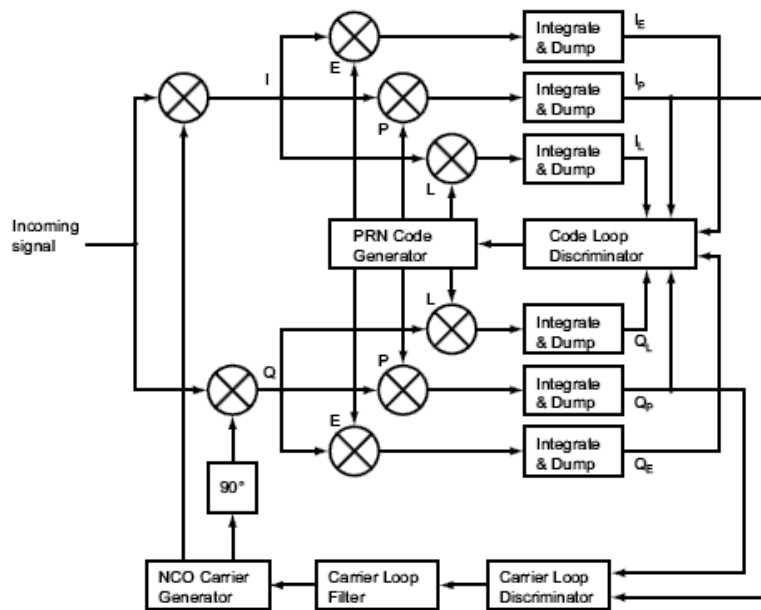 Integrate
& Dump
I_E
E
I
Integrate
& Dump
I_P
P
Integrate
& Dump
I_L
L
Incoming
signal
PRN Code
Generator
Code Loop
Discriminator
L
Integrate
& Dump
Q_L
P
Q
Integrate
& Dump
Q_P
E
Integrate
& Dump
Q_E
90°
NCO Carrier
Generator
Carrier Loop
Filter
Carrier Loop
Discriminator